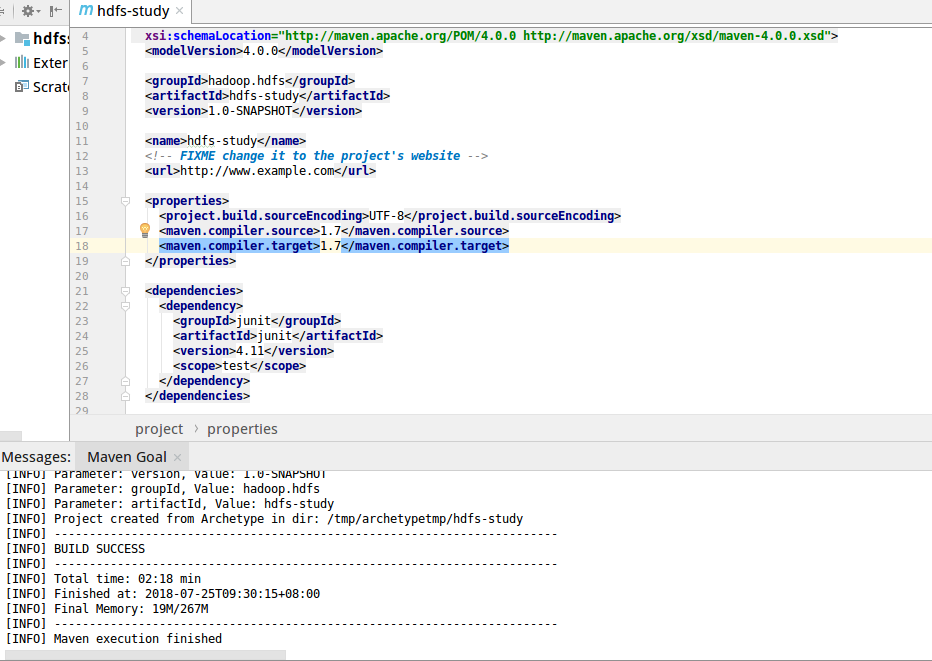 hdfs-study
hdfs
Exter
Scrat
4 xsi:schemaLocation="http://maven.apache.org/POM/4.0.0 http://maven.apache.org/xsd/maven-4.0.0.xsd">
5 <modelVersion>4.0.0</modelVersion>
6
7 <groupId>hadoop.hdfs</groupId>
8 <artifactId>hdfs-study</artifactId>
9 <version>1.0-SNAPSHOT</version>
10
11 <name>hdfs-study</name>
12 <!-- FIXME change it to the project's website -->
13 <url>http://www.example.com</url>
14
15 <properties>
16 <project.build.sourceEncoding>UTF-8</project.build.sourceEncoding>
17 <maven.compiler.source>1.7</maven.compiler.source>
18 <maven.compiler.target>1.7</maven.compiler.target>
19 </properties>
20
21 <dependencies>
22 <dependency>
23 <groupId>junit</groupId>
24 <artifactId>junit</artifactId>
25 <version>4.11</version>
26 <scope>test</scope>
27 </dependency>
28 </dependencies>
29
project › properties
Messages: Maven Goal
[INFO] Parameter: version, Value: 1.0-SNAPSHOT
[INFO] Parameter: groupId, Value: hadoop.hdfs
[INFO] Parameter: artifactId, Value: hdfs-study
[INFO] Project created from Archetype in dir: /tmp/archetypetmp/hdfs-study
[INFO] ------------------------------------------------------------------------
[INFO] BUILD SUCCESS
[INFO] ------------------------------------------------------------------------
[INFO] Total time: 02:18 min
[INFO] Finished at: 2018-07-25T09:30:15+08:00
[INFO] Final Memory: 19M/267M
[INFO] ------------------------------------------------------------------------
[INFO] Maven execution finished